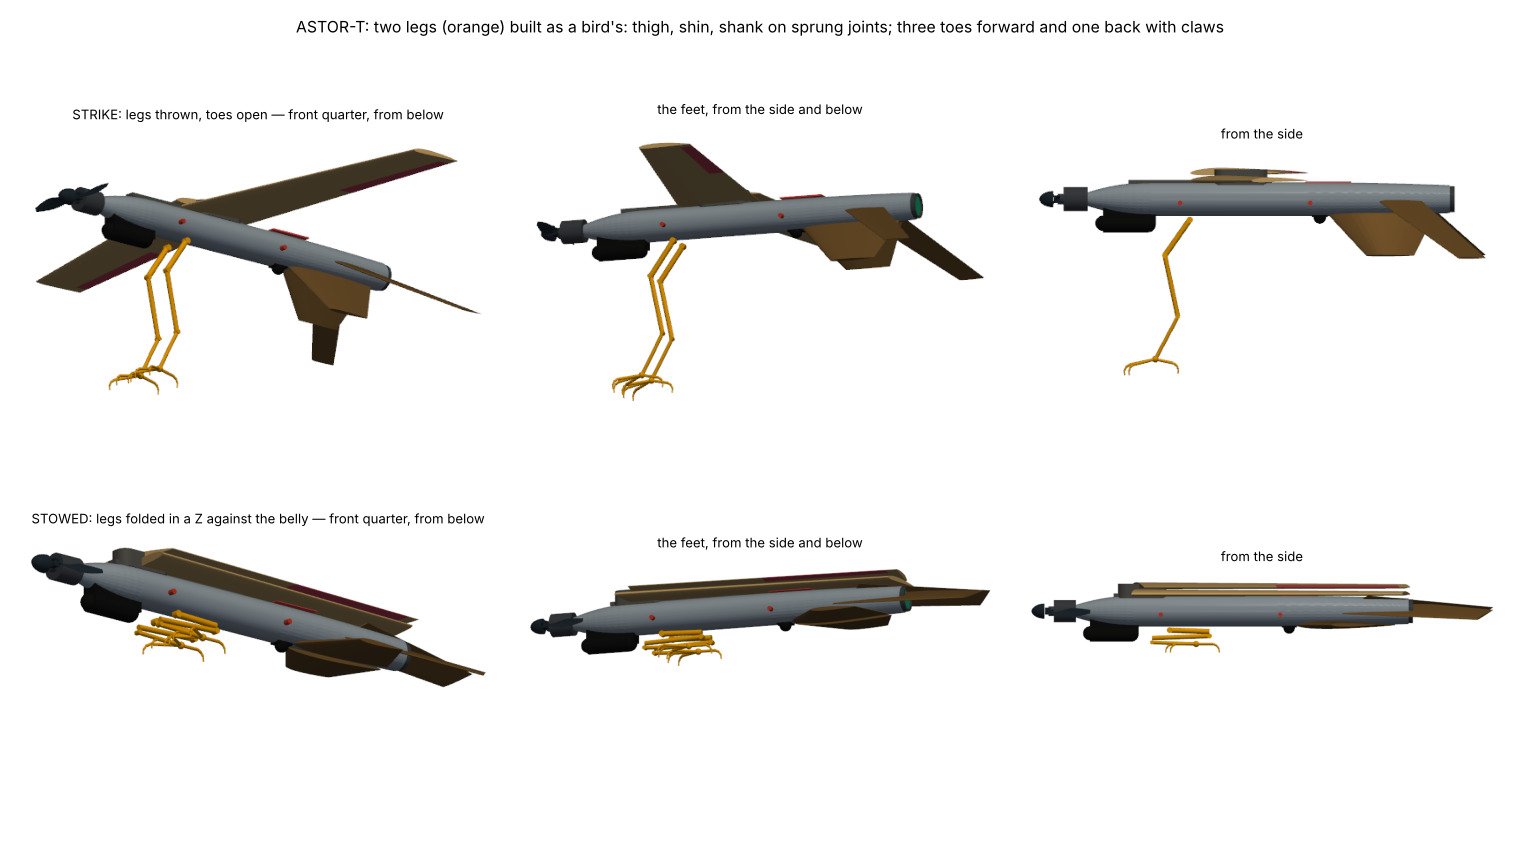 ASTOR-T: two legs (orange) built as a bird's: thigh, shin, shank on sprung joints; three toes forward and one back with claws
STRIKE: legs thrown, toes open — front quarter, from below
the feet, from the side and below
from the side
STOWED: legs folded in a Z against the belly — front quarter, from below
the feet, from the side and below
from the side